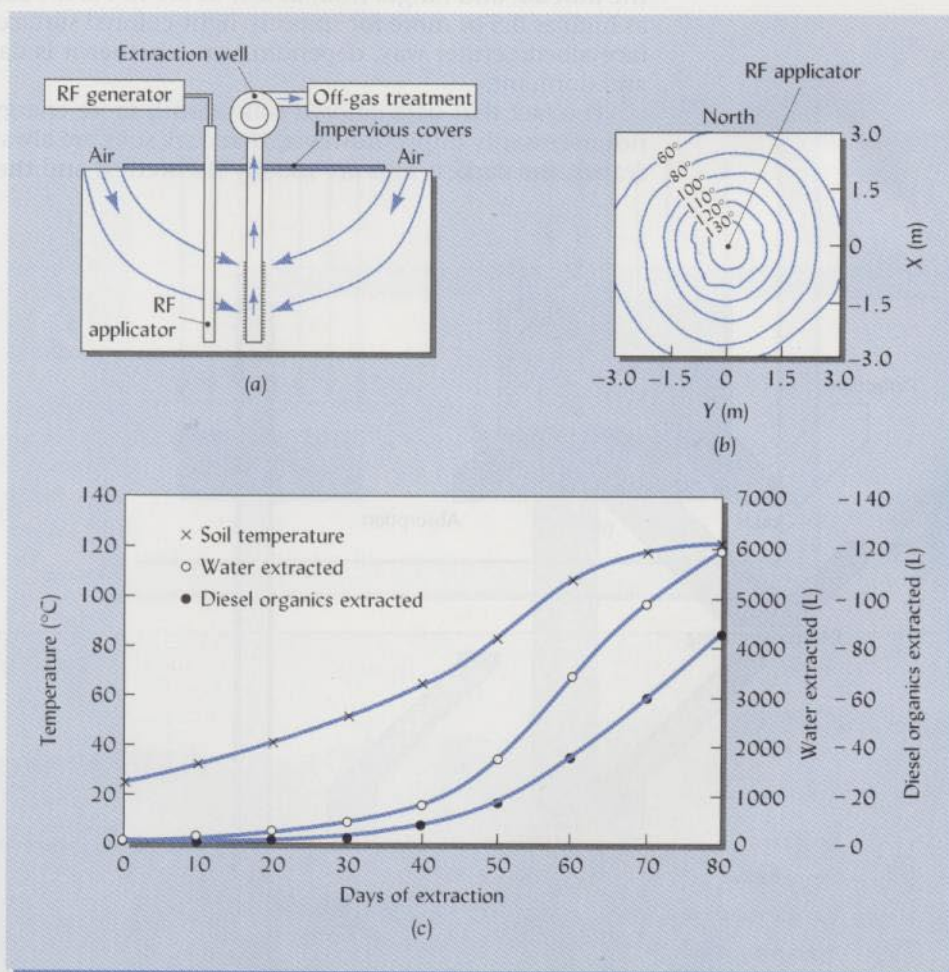 Extraction well
RF generator
Off-gas treatment
Impervious covers
Air
Air
RF
applicator
(a)
RF applicator
North
60°
80°
100°
110°
120°
130°
3.0
1.5
0
-1.5
-3.0
X (m)
-3.0 -1.5 0 1.5 3.0
Y (m)
(b)
140
120
100
80
60
40
20
0
Temperature (°C)
× Soil temperature
○ Water extracted
● Diesel organics extracted
7000
6000
5000
4000
3000
2000
1000
0
Water extracted (L)
-140
-120
-100
-80
-60
-40
-20
-0
Diesel organics extracted (L)
0 10 20 30 40 50 60 70 80
Days of extraction
(c)